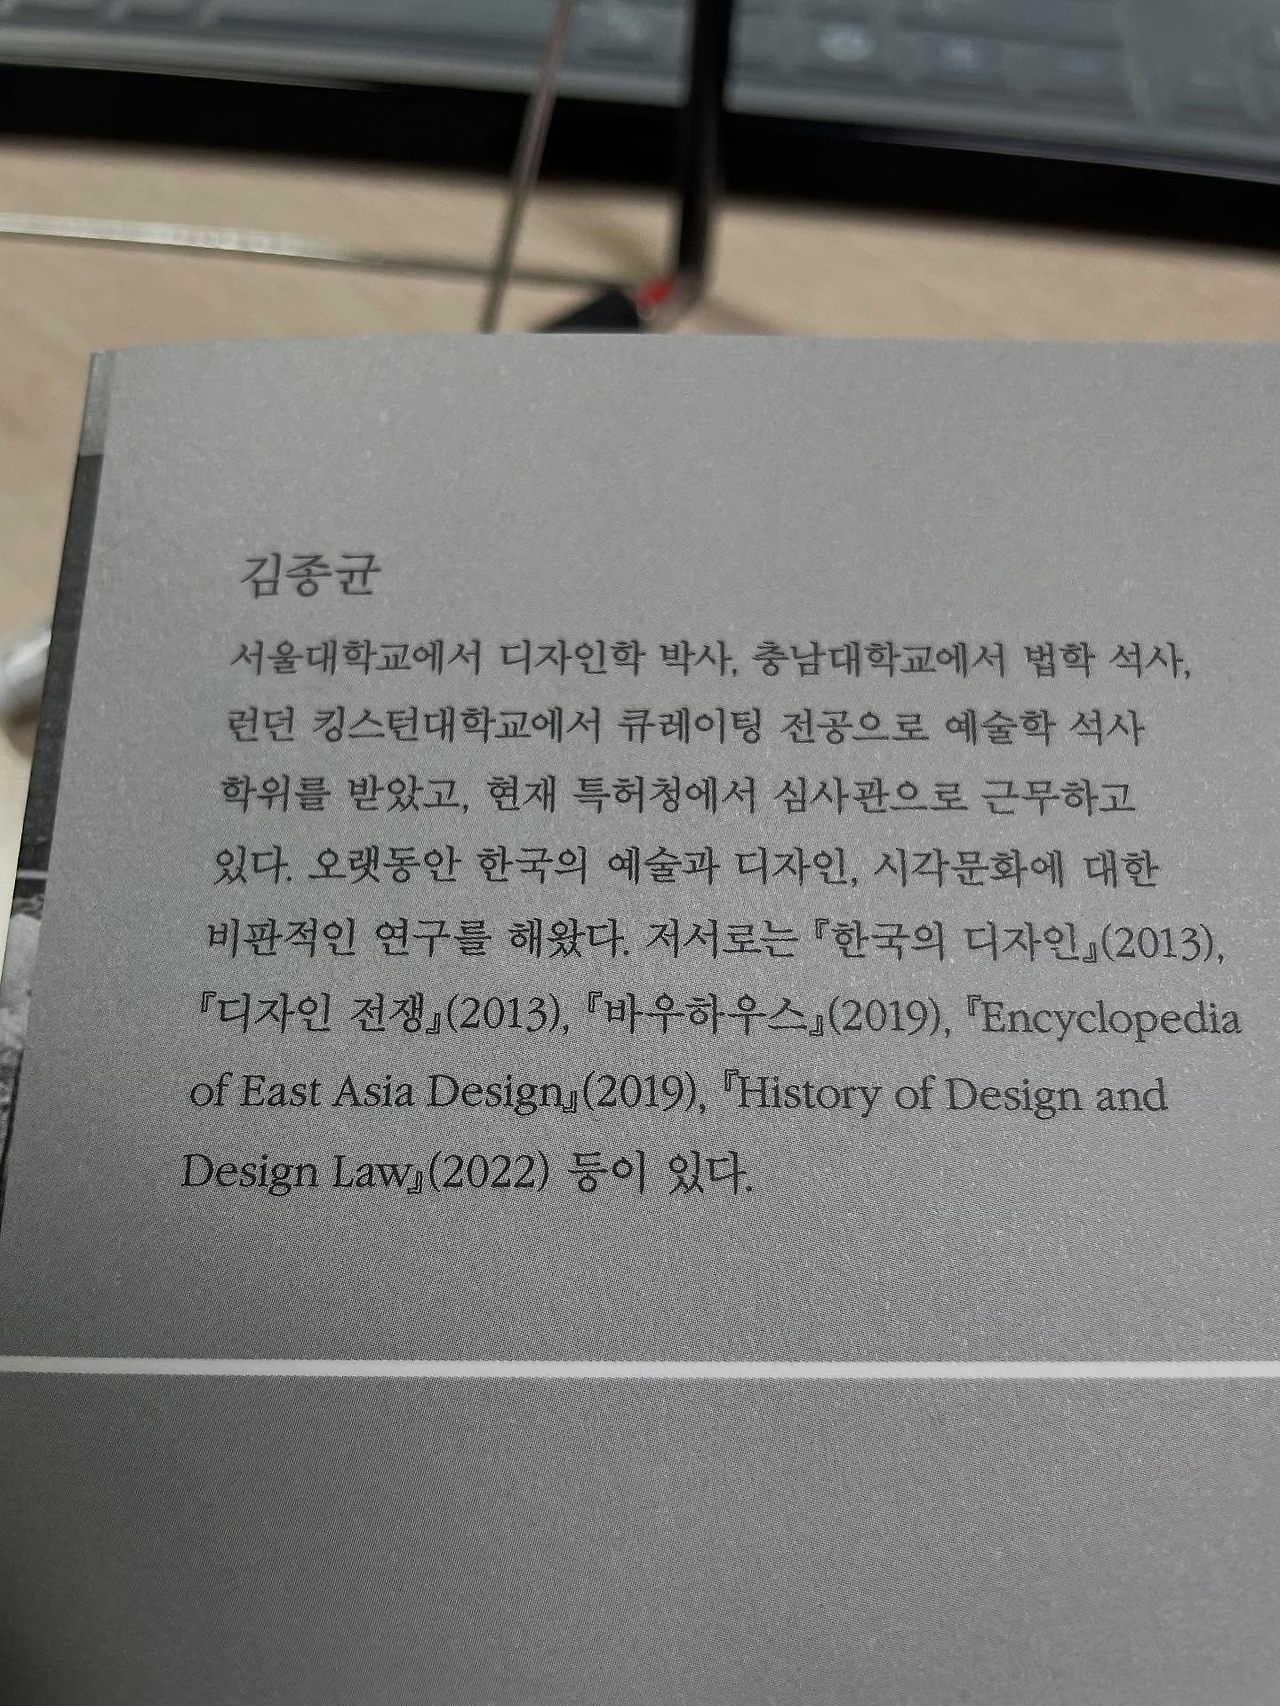 김종균
서울대학교에서 디자인학 박사, 충남대학교에서 법학 석사,
런던 킹스턴대학교에서 큐레이팅 전공으로 예술학 석사
학위를 받았고, 현재 특허청에서 심사관으로 근무하고
있다. 오랫동안 한국의 예술과 디자인, 시각문화에 대한
비판적인 연구를 해왔다. 저서로는 『한국의 디자인』(2013),
『디자인 전쟁』(2013), 『바우하우스』(2019), 『Encyclopedia
of East Asia Design』(2019), 『History of Design and
Design Law』(2022) 등이 있다.